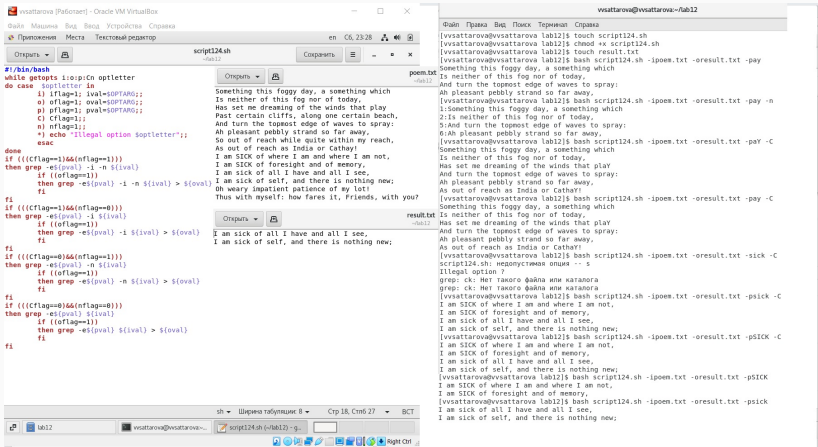 vvsattarova [Работает] - Oracle VM VirtualBox
Файл Машина Вид Ввод Устройства Справка
Приложения Места Текстовый редактор en Сб, 23:28
Открыть script124.sh Сохранить
~/lab12
#!/bin/bash
while getopts i:o:p:Cn optletter
do case $optletter in
i) iflag=1; ival=$OPTARG;;
o) oflag=1; oval=$OPTARG;;
p) pflag=1; pval=$OPTARG;;
C) Cflag=1;;
n) nflag=1;;
*) echo "Illegal option $optletter";;
esac
done
if (((Cflag==1)&&(nflag==1)))
then grep -e${pval} -i -n ${ival}
if ((oflag==1))
then grep -e${pval} -i -n ${ival} > ${oval}
fi
fi
if (((Cflag==1)&&(nflag==0)))
then grep -e${pval} -i ${ival}
if ((oflag==1))
then grep -e${pval} -i ${ival} > ${oval}
fi
fi
if (((Cflag==0)&&(nflag==1)))
then grep -e${pval} -n ${ival}
if ((oflag==1))
then grep -e${pval} -n ${ival} > ${oval}
fi
fi
if (((Cflag==0)&&(nflag==0)))
then grep -e${pval} ${ival}
if ((oflag==1))
then grep -e${pval} ${ival} > ${oval}
fi
fi
Открыть poem.txt
~/lab12
Something this foggy day, a something which
Is neither of this fog nor of today,
Has set me dreaming of the winds that play
Past certain cliffs, along one certain beach,
And turn the topmost edge of waves to spray:
Ah pleasant pebbly strand so far away,
So out of reach while quite within my reach,
As out of reach as India or Cathay!
I am SICK of where I am and where I am not,
I am SICK of foresight and of memory,
I am sick of all I have and all I see,
I am sick of self, and there is nothing new;
Oh weary impatient patience of my lot!
Thus with myself: how fares it, Friends, with you?
Открыть result.txt
~/lab12
I am sick of all I have and all I see,
I am sick of self, and there is nothing new;
sh Ширина табуляции: 8 Стр 18, Стлб 27 ВСТ
lab12 vvsattarova@vvsattarova:~... script124.sh (~/lab12) - g...
Right Ctrl
vvsattarova@vvsattarova:~/lab12
Файл Правка Вид Поиск Терминал Справка
[vvsattarova@vvsattarova lab12]$ touch script124.sh
[vvsattarova@vvsattarova lab12]$ chmod +x script124.sh
[vvsattarova@vvsattarova lab12]$ touch result.txt
[vvsattarova@vvsattarova lab12]$ bash script124.sh -ipoem.txt -oresult.txt -pay
Something this foggy day, a something which
Is neither of this fog nor of today,
And turn the topmost edge of waves to spray:
Ah pleasant pebbly strand so far away,
[vvsattarova@vvsattarova lab12]$ bash script124.sh -ipoem.txt -oresult.txt -pay -n
1:Something this foggy day, a something which
2:Is neither of this fog nor of today,
5:And turn the topmost edge of waves to spray:
6:Ah pleasant pebbly strand so far away,
[vvsattarova@vvsattarova lab12]$ bash script124.sh -ipoem.txt -oresult.txt -paY -C
Something this foggy day, a something which
Is neither of this fog nor of today,
Has set me dreaming of the winds that plaY
And turn the topmost edge of waves to spray:
Ah pleasant pebbly strand so far away,
As out of reach as India or CathaY!
[vvsattarova@vvsattarova lab12]$ bash script124.sh -ipoem.txt -oresult.txt -pay -C
Something this foggy day, a something which
Is neither of this fog nor of today,
Has set me dreaming of the winds that plaY
And turn the topmost edge of waves to spray:
Ah pleasant pebbly strand so far away,
As out of reach as India or CathaY!
[vvsattarova@vvsattarova lab12]$ bash script124.sh -ipoem.txt -oresult.txt -sick -C
script124.sh: недопустимая опция -- s
Illegal option ?
grep: ck: Нет такого файла или каталога
grep: ck: Нет такого файла или каталога
[vvsattarova@vvsattarova lab12]$ bash script124.sh -ipoem.txt -oresult.txt -psick -C
I am SICK of where I am and where I am not,
I am SICK of foresight and of memory,
I am sick of all I have and all I see,
I am sick of self, and there is nothing new;
[vvsattarova@vvsattarova lab12]$ bash script124.sh -ipoem.txt -oresult.txt -pSICK -C
I am SICK of where I am and where I am not,
I am SICK of foresight and of memory,
I am sick of all I have and all I see,
I am sick of self, and there is nothing new;
[vvsattarova@vvsattarova lab12]$ bash script124.sh -ipoem.txt -oresult.txt -pSICK
I am SICK of where I am and where I am not,
I am SICK of foresight and of memory,
[vvsattarova@vvsattarova lab12]$ bash script124.sh -ipoem.txt -oresult.txt -psick
I am sick of all I have and all I see,
I am sick of self, and there is nothing new;